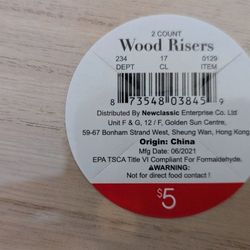 2 COUNT
Wood Risers
234 17 0129
DEPT CL ITEM
8 73548 03845 9
Distributed By Newclassic Enterprise Co. Ltd
Unit F & G, 12 / F, Golden Sun Centre,
59-67 Bonham Strand West, Sheung Wan, Hong Kong
Origin: China
Mfg Date: 06/2021
EPA TSCA Title VI Compliant For Formaldehyde.
⚠WARNING:
Not for direct food contact !
$5